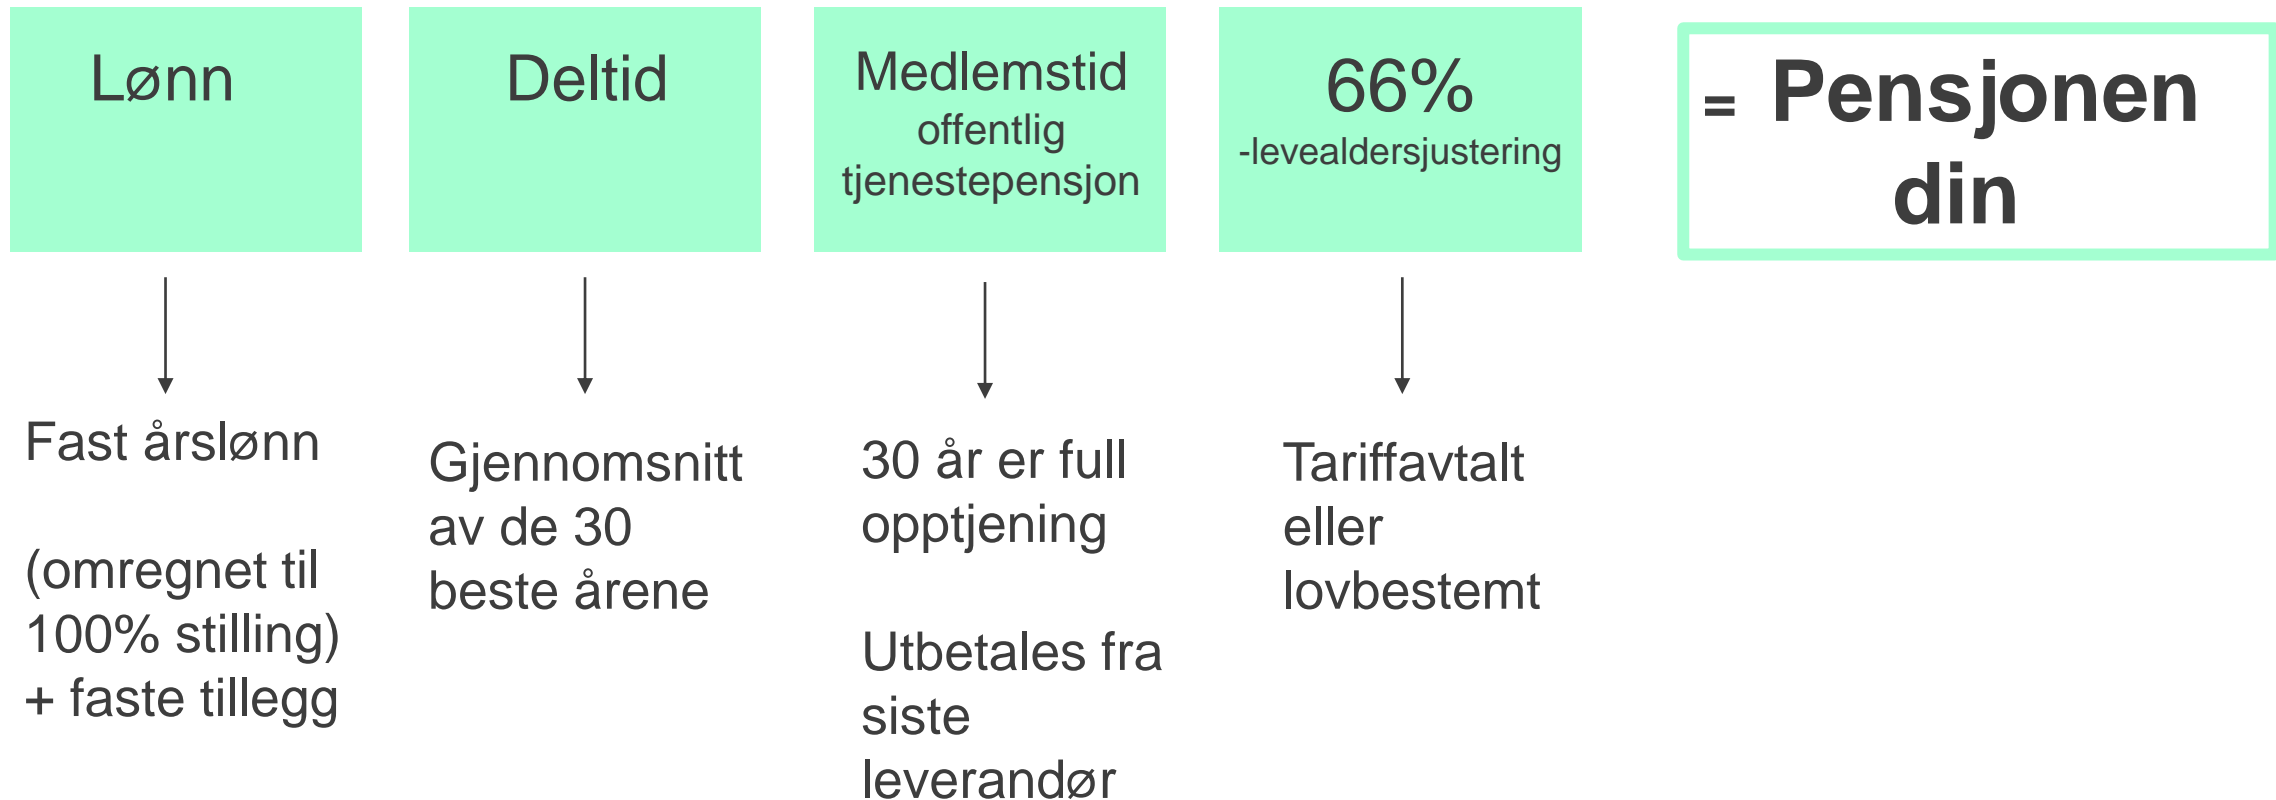 Lønn
Deltid
Medlemstid
offentlig
tjenestepensjon
66%
-levealdersjustering
= Pensjonen
din
Fast årslønn
(omregnet til
100% stilling)
+ faste tillegg
Gjennomsnitt
av de 30
beste årene
30 år er full
opptjening
Utbetales fra
siste
leverandør
Tariffavtalt
eller
lovbestemt